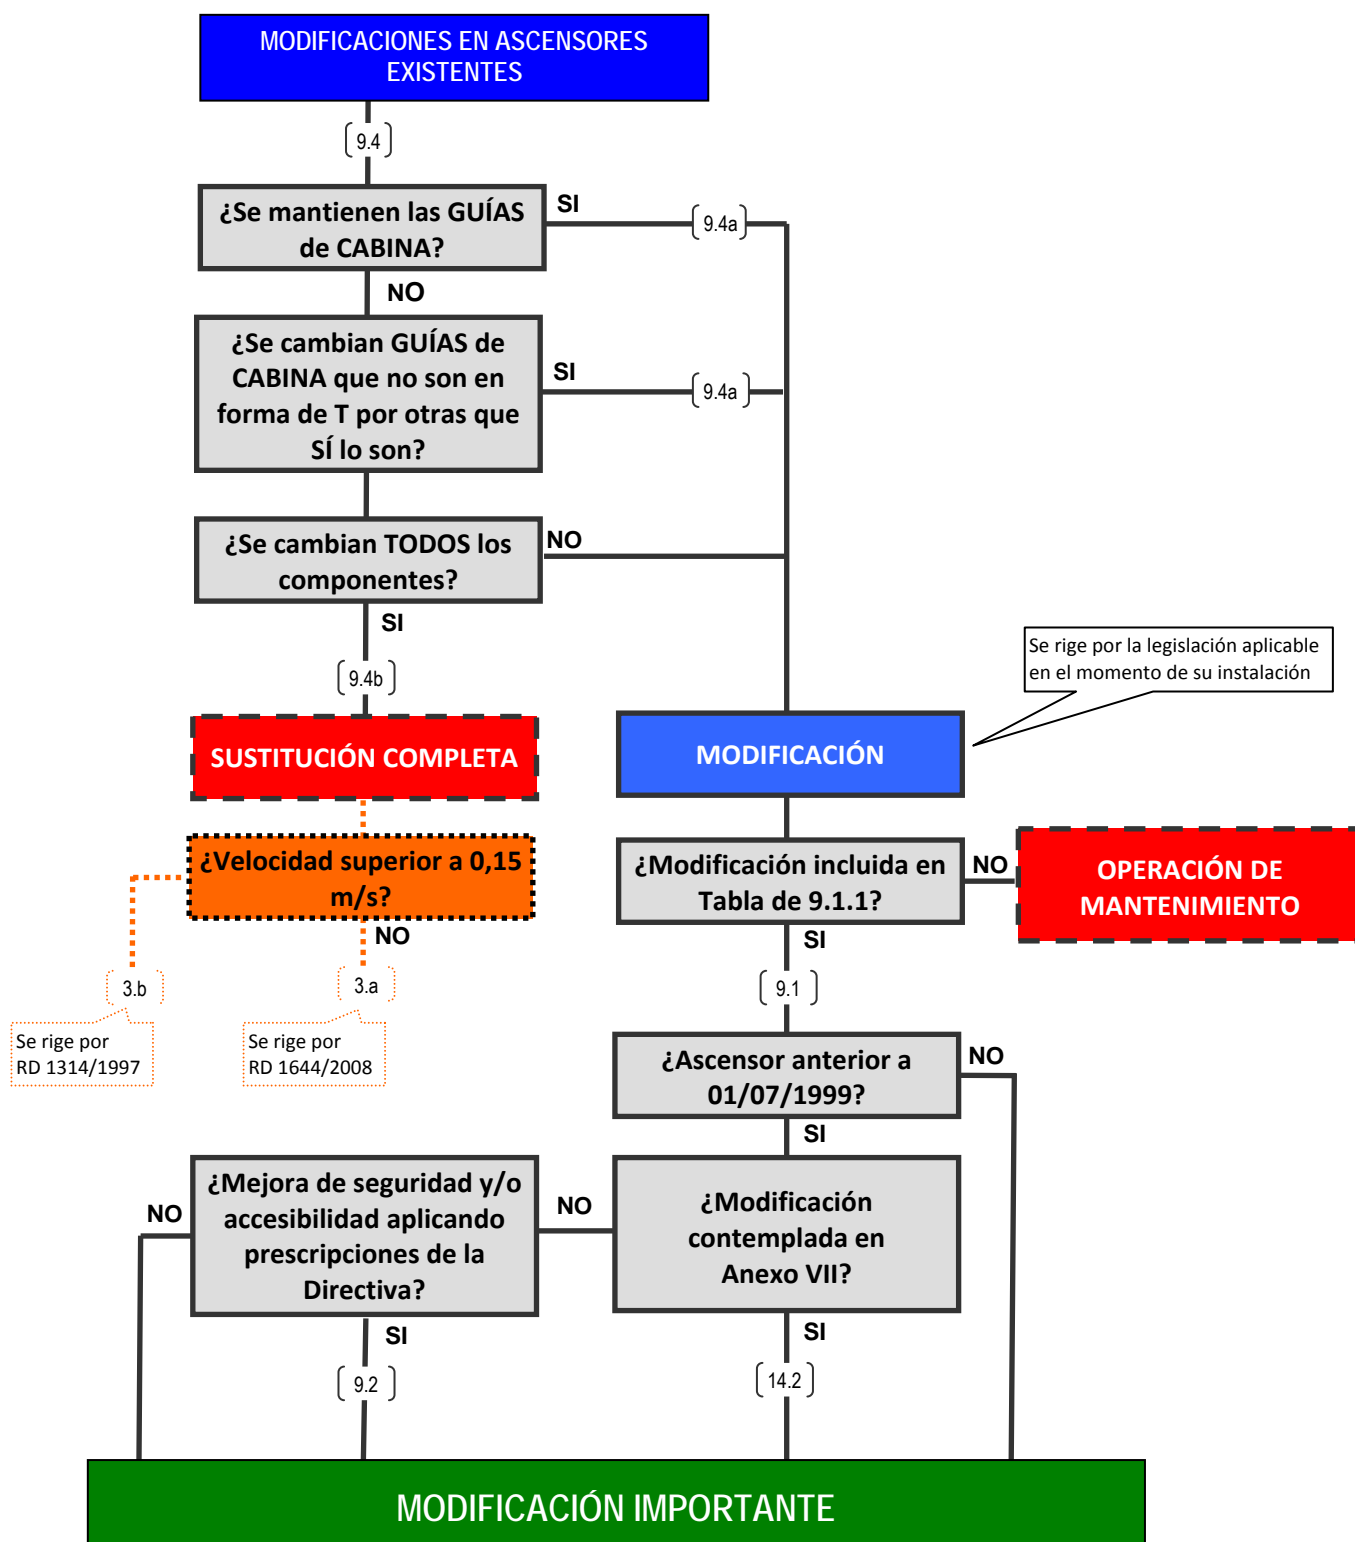 MODIFICACIONES EN ASCENSORES
EXISTENTES
9.4
¿Se mantienen las GUÍAS
de CABINA?
SI
9.4a
NO
¿Se cambian GUÍAS de
CABINA que no son en
forma de T por otras que
SÍ lo son?
SI
9.4a
¿Se cambian TODOS los
componentes?
NO
SI
9.4b
Se rige por la legislación aplicable
en el momento de su instalación
SUSTITUCIÓN COMPLETA
MODIFICACIÓN
¿Velocidad superior a 0,15
m/s?
NO
¿Modificación incluida en
Tabla de 9.1.1?
NO
OPERACIÓN DE
MANTENIMIENTO
SI
3.b
3.a
9.1
Se rige por
RD 1314/1997
Se rige por
RD 1644/2008
¿Ascensor anterior a
01/07/1999?
NO
SI
¿Mejora de seguridad y/o
accesibilidad aplicando
prescripciones de la
Directiva?
NO
NO
¿Modificación
contemplada en
Anexo VII?
SI
SI
9.2
14.2
MODIFICACIÓN IMPORTANTE